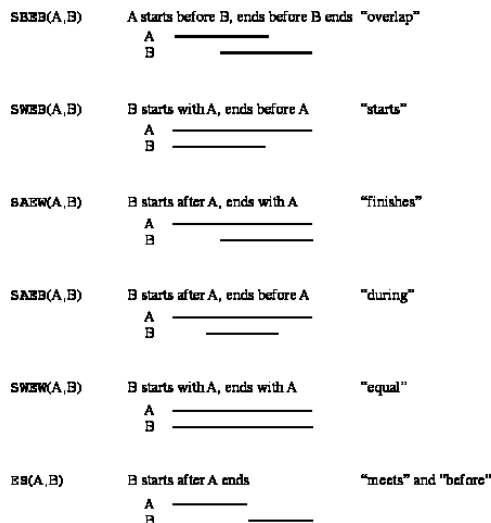 SBEB(A,B) A starts before B, ends before B ends "overlap"
A
B
SWEB(A,B) B starts with A, ends before A "starts"
A
B
SAEW(A,B) B starts after A, ends with A "finishes"
A
B
SAEB(A,B) B starts after A, ends before A "during"
A
B
SWEW(A,B) B starts with A, ends with A "equal"
A
B
ES(A,B) B starts after A ends "meets" and "before"
A
B